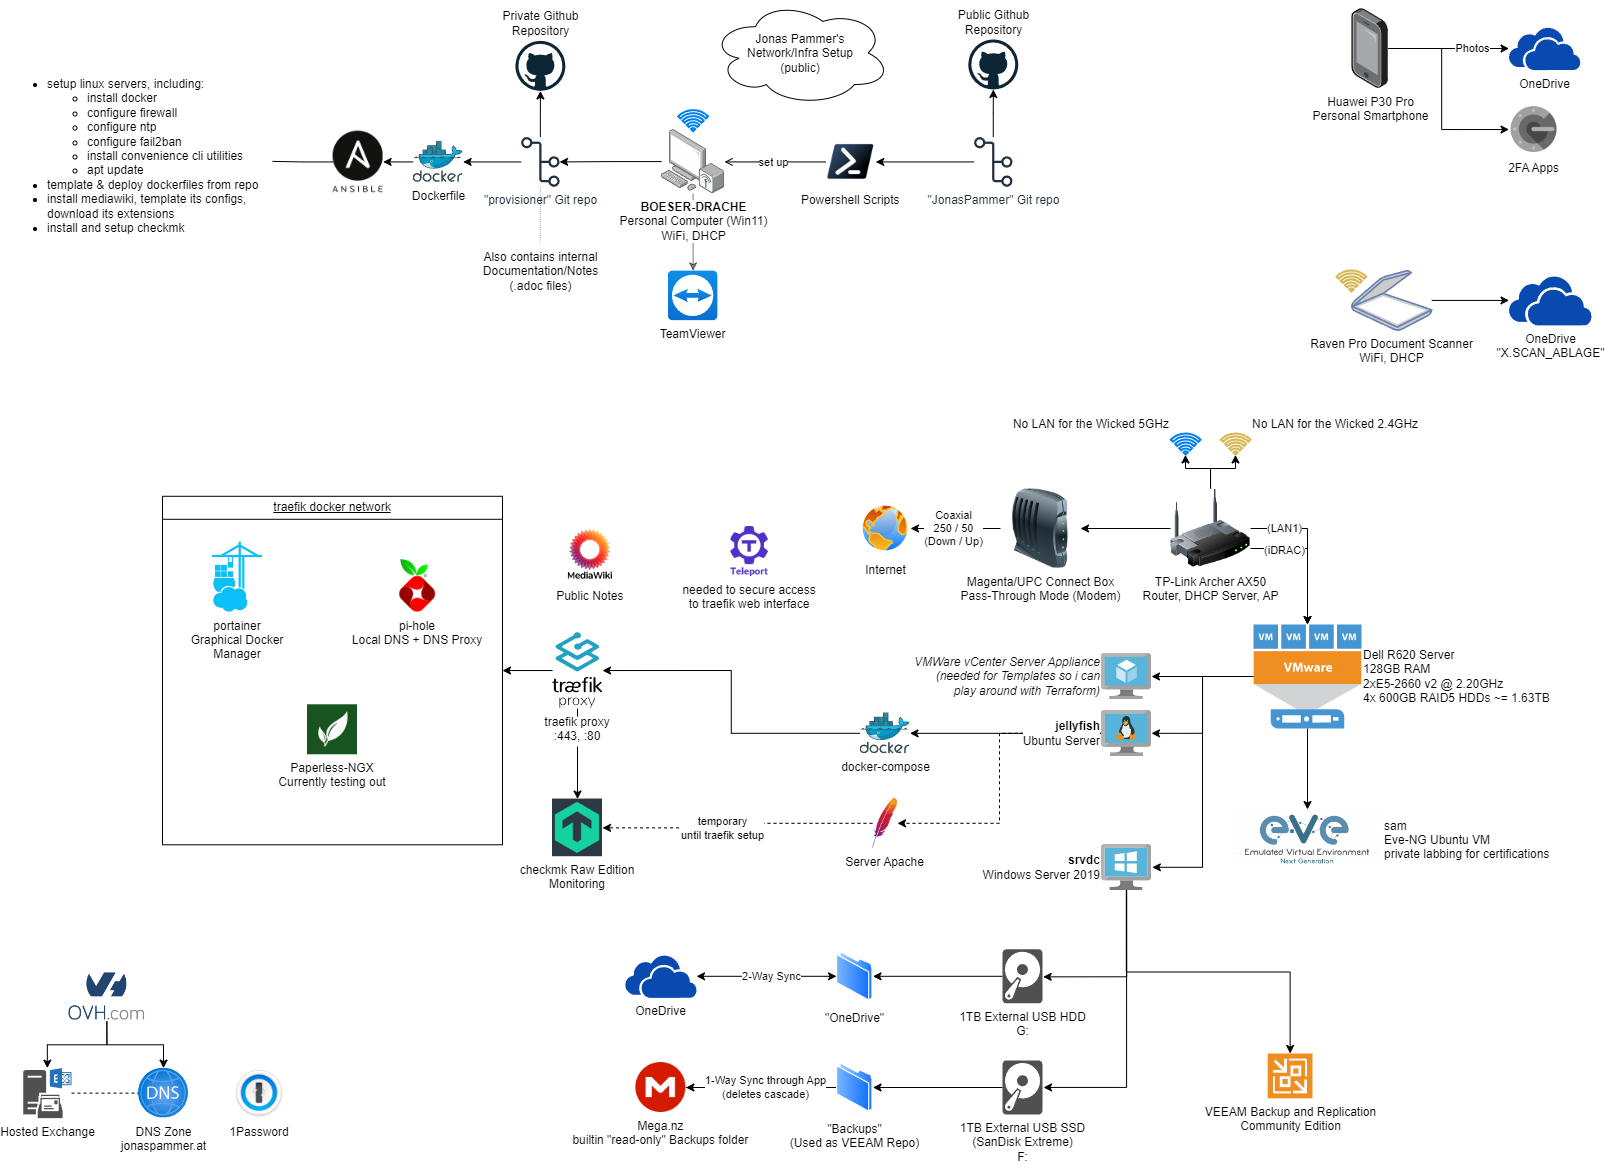 Private Github
Repository
Jonas Pammer's
Network/Infra Setup
(public)
Public Github
Repository
Photos
OneDrive
Huawei P30 Pro
Personal Smartphone
2FA Apps
setup linux servers, including:
install docker
configure firewall
configure ntp
configure fail2ban
install convenience cli utilities
apt update
template & deploy dockerfiles from repo
install mediawiki, template its configs,
download its extensions
install and setup checkmk
ANSIBLE
docker
Dockerfile
"provisioner" Git repo
Also contains internal
Documentation/Notes
(.adoc files)
BOESER-DRACHE
Personal Computer (Win11)
WiFi, DHCP
TeamViewer
set up
Powershell Scripts
"JonasPammer" Git repo
Raven Pro Document Scanner
WiFi, DHCP
OneDrive
"X.SCAN_ABLAGE"
No LAN for the Wicked 5GHz
No LAN for the Wicked 2.4GHz
Internet
Coaxial
250 / 50
(Down / Up)
Magenta/UPC Connect Box
Pass-Through Mode (Modem)
TP-Link Archer AX50
Router, DHCP Server, AP
(LAN1)
(iDRAC)
traefik docker network
portainer
Graphical Docker
Manager
pi-hole
Local DNS + DNS Proxy
Paperless-NGX
Currently testing out
MediaWiki
Public Notes
Teleport
needed to secure access
to traefik web interface
træfik
proxy
traefik proxy
:443, :80
checkmk Raw Edition
Monitoring
temporary
until traefik setup
docker
docker-compose
Server Apache
VMWare vCenter Server Appliance
(needed for Templates so i can
play around with Terraform)
jellyfish
Ubuntu Server
srvdc
Windows Server 2019
VM VM VM VM
VMware
Dell R620 Server
128GB RAM
2xE5-2660 v2 @ 2.20GHz
4x 600GB RAID5 HDDs ~= 1.63TB
eve
Emulated Virtual Environment
Next Generation
sam
Eve-NG Ubuntu VM
private labbing for certifications
OneDrive
2-Way Sync
"OneDrive"
1TB External USB HDD
G:
Mega.nz
builtin "read-only" Backups folder
1-Way Sync through App
(deletes cascade)
"Backups"
(Used as VEEAM Repo)
1TB External USB SSD
(SanDisk Extreme)
F:
VEEAM Backup and Replication
Community Edition
OVH.com
E
Hosted Exchange
DNS
DNS Zone
jonaspammer.at
1Password